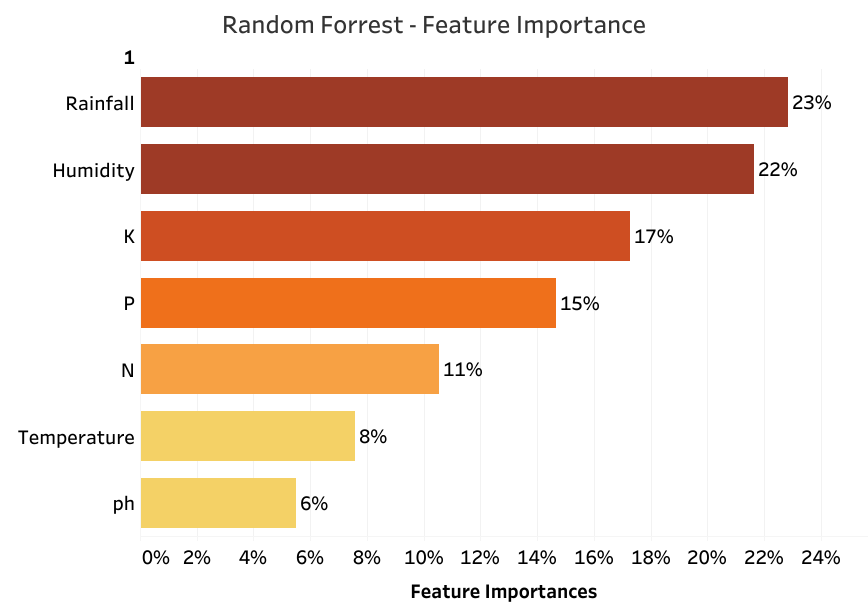 Random Forrest - Feature Importance
1
Rainfall 23%
Humidity 22%
K 17%
P 15%
N 11%
Temperature 8%
ph 6%
0% 2% 4% 6% 8% 10% 12% 14% 16% 18% 20% 22% 24%
Feature Importances